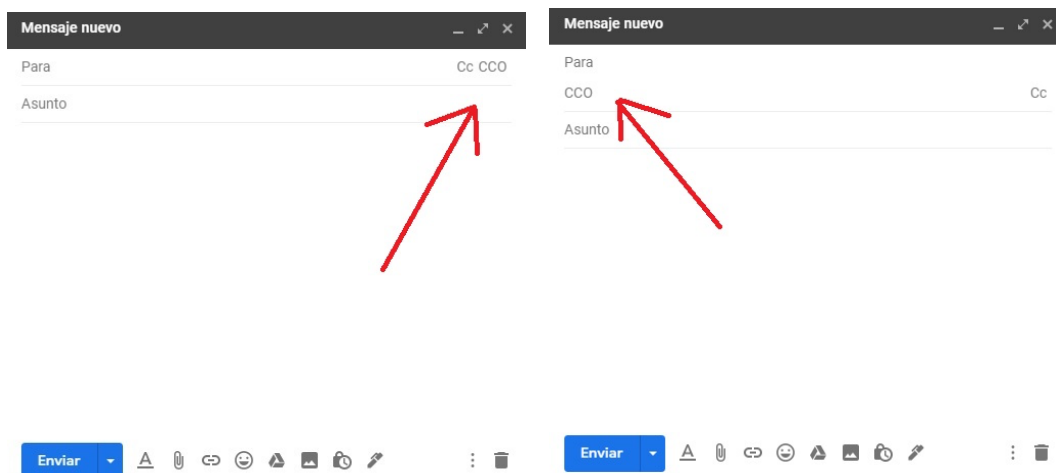 Mensaje nuevo
Para Cc CCO
Asunto
Enviar
Mensaje nuevo
Para
CCO Cc
Asunto
Enviar